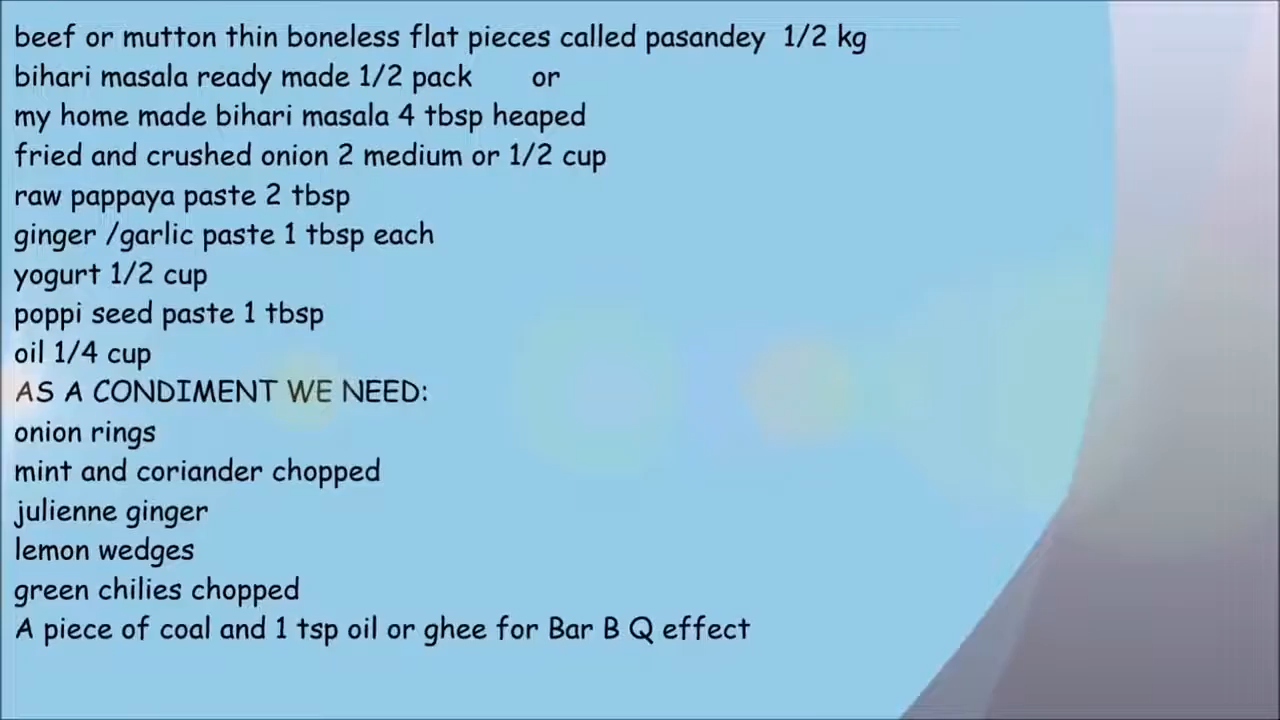 beef or mutton thin boneless flat pieces called pasandey 1/2 kg
bihari masala ready made 1/2 pack or
my home made bihari masala 4 tbsp heaped
fried and crushed onion 2 medium or 1/2 cup
raw pappaya paste 2 tbsp
ginger /garlic paste 1 tbsp each
yogurt 1/2 cup
poppi seed paste 1 tbsp
oil 1/4 cup
AS A CONDIMENT WE NEED:
onion rings
mint and coriander chopped
julienne ginger
lemon wedges
green chilies chopped
A piece of coal and 1 tsp oil or ghee for Bar B Q effect